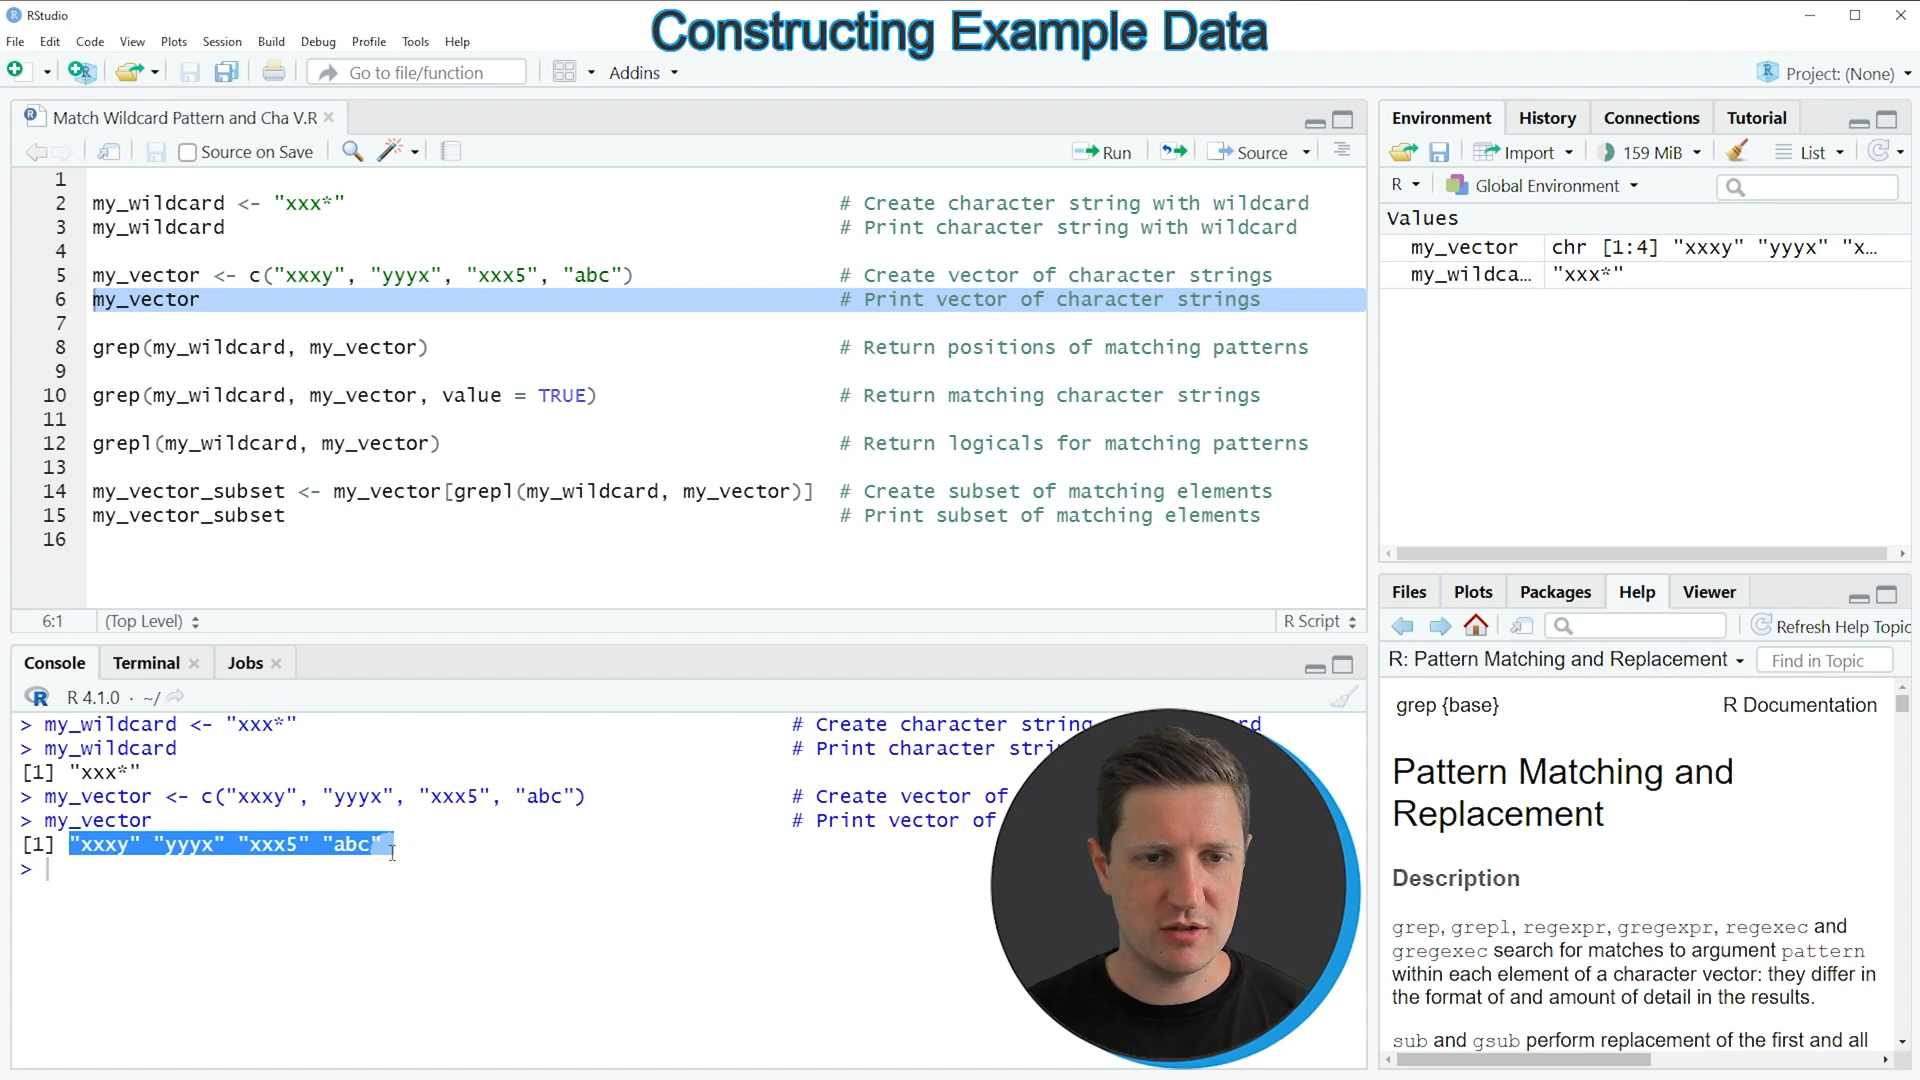 RStudio
Constructing Example Data
File Edit Code View Plots Session Build Debug Profile Tools Help
Go to file/function Addins Project: (None)
Match Wildcard Pattern and Cha V.R
Source on Save Run Source
1
2 my_wildcard <- "xxx*" # Create character string with wildcard
3 my_wildcard # Print character string with wildcard
4
5 my_vector <- c("xxxy", "yyyx", "xxx5", "abc") # Create vector of character strings
6 my_vector # Print vector of character strings
7
8 grep(my_wildcard, my_vector) # Return positions of matching patterns
9
10 grep(my_wildcard, my_vector, value = TRUE) # Return matching character strings
11
12 grepl(my_wildcard, my_vector) # Return logicals for matching patterns
13
14 my_vector_subset <- my_vector[grepl(my_wildcard, my_vector)] # Create subset of matching elements
15 my_vector_subset # Print subset of matching elements
16
6:1 (Top Level) R Script
Console Terminal Jobs
R 4.1.0 · ~/
> my_wildcard <- "xxx*" # Create character string
> my_wildcard # Print character
[1] "xxx*"
> my_vector <- c("xxxy", "yyyx", "xxx5", "abc") # Create vector of
> my_vector # Print vector of
[1] "xxxy" "yyyx" "xxx5" "abc"
>
Environment History Connections Tutorial
Import 159 MiB List
R Global Environment
Values
my_vector chr [1:4] "xxxy" "yyyx" "x…
my_wildca… "xxx*"
Files Plots Packages Help Viewer
Refresh Help Topic
R: Pattern Matching and Replacement Find in Topic
grep {base} R Documentation
Pattern Matching and
Replacement
Description
grep, grepl, regexpr, gregexpr, regexec and
gregexec search for matches to argument pattern
within each element of a character vector: they differ in
the format of and amount of detail in the results.
sub and gsub perform replacement of the first and all